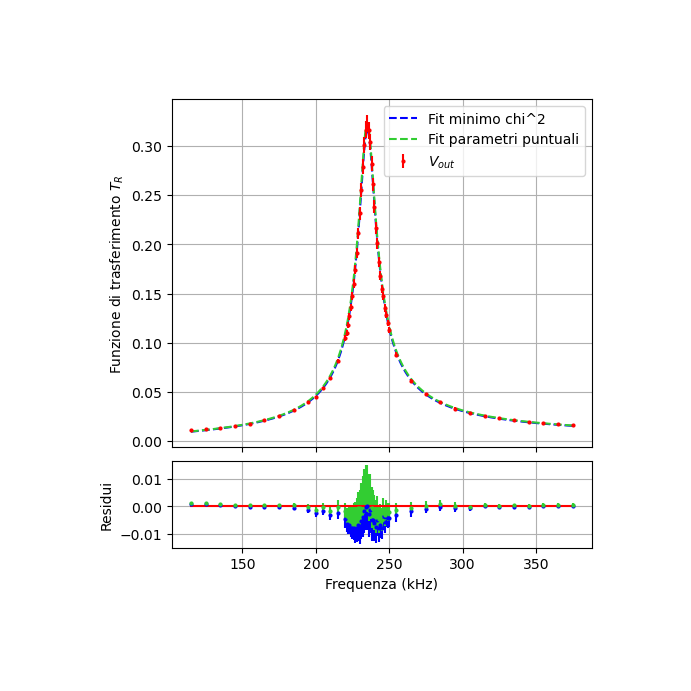 Funzione di trasferimento T_R
0.30
0.25
0.20
0.15
0.10
0.05
0.00
Fit minimo chi^2
Fit parametri puntuali
V_out
Residui
0.01
0.00
−0.01
150 200 250 300 350
Frequenza (kHz)